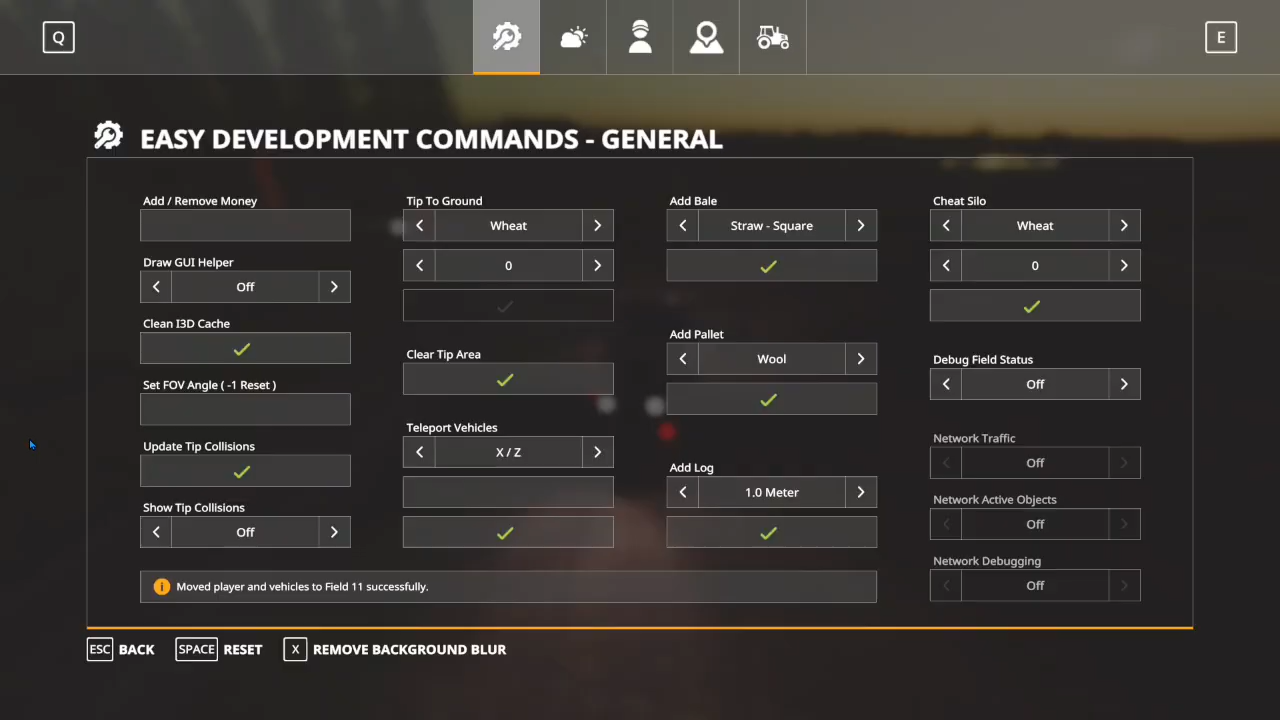 Q
E
EASY DEVELOPMENT COMMANDS - GENERAL
Add / Remove Money
Draw GUI Helper
Off
Clean I3D Cache
Set FOV Angle ( -1 Reset )
Update Tip Collisions
Show Tip Collisions
Off
Tip To Ground
Wheat
0
Clear Tip Area
Teleport Vehicles
X / Z
Add Bale
Straw - Square
Add Pallet
Wool
Add Log
1.0 Meter
Cheat Silo
Wheat
0
Debug Field Status
Off
Network Traffic
Off
Network Active Objects
Off
Network Debugging
Off
Moved player and vehicles to Field 11 successfully.
ESC BACK SPACE RESET X REMOVE BACKGROUND BLUR